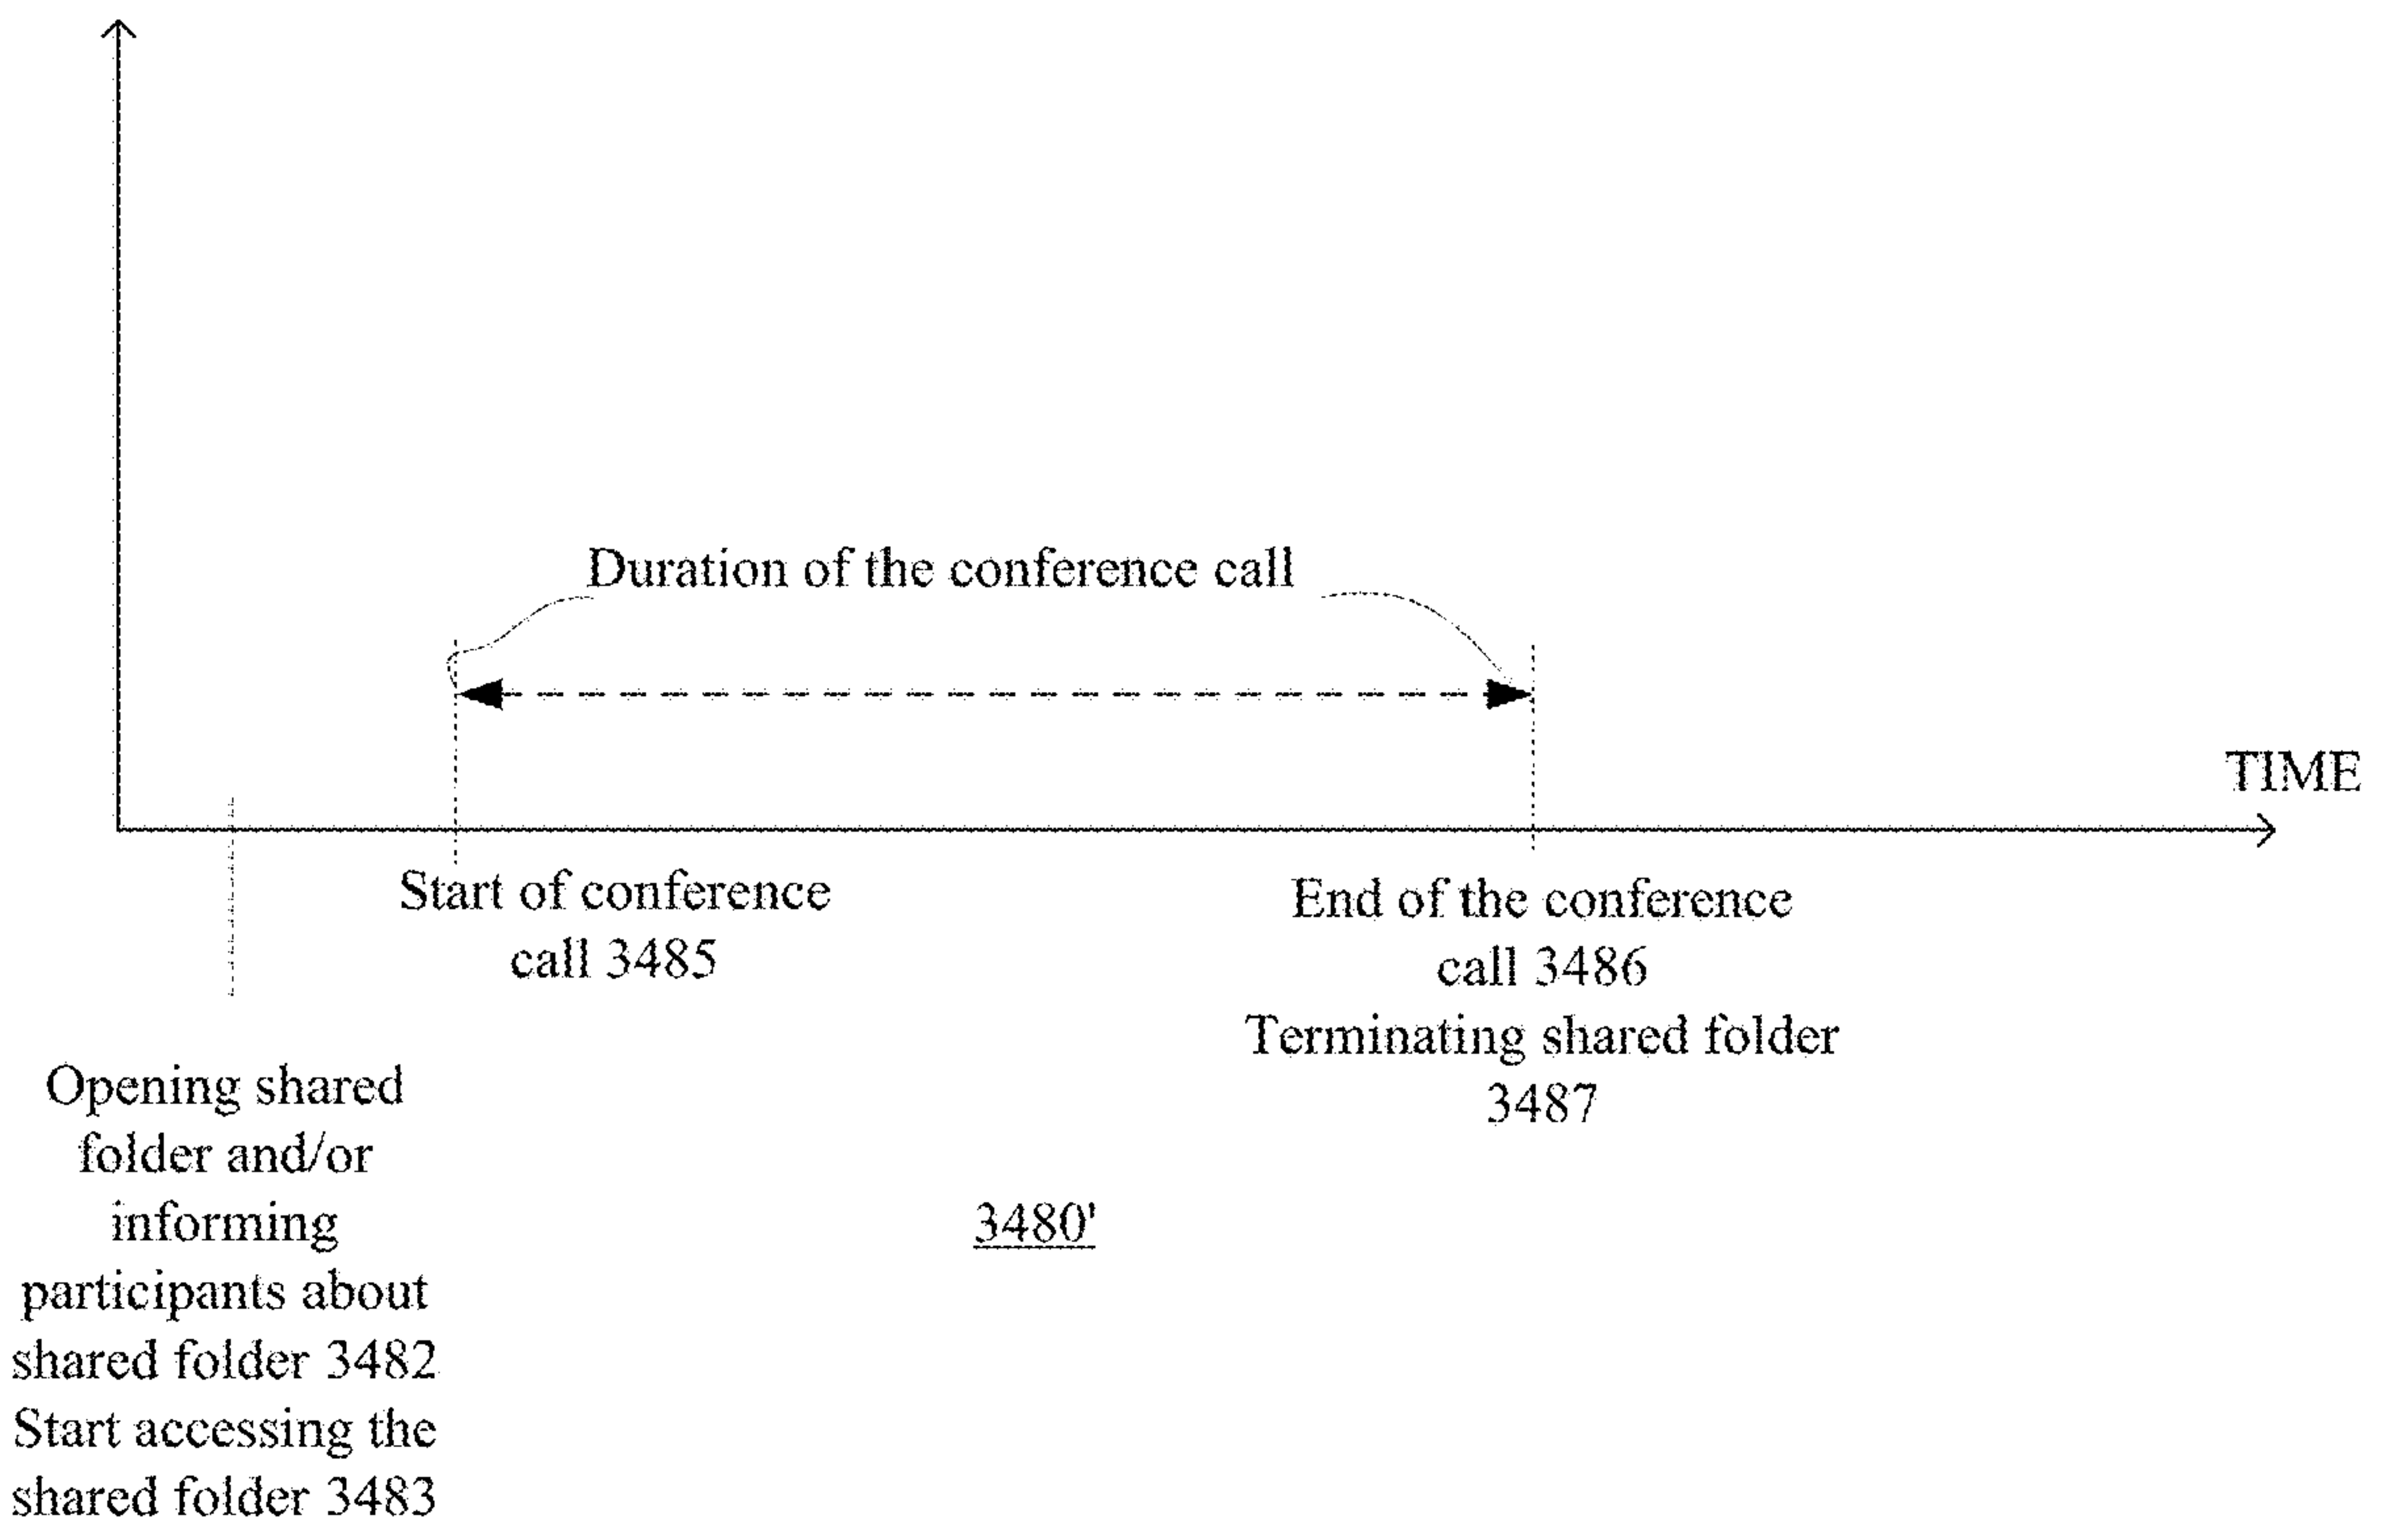 Duration of the conference call
TIME
Start of conference
call 3485
End of the conference
call 3486
Terminating shared folder
3487
Opening shared
folder and/or
informing
participants about
shared folder 3482
Start accessing the
shared folder 3483
3480'